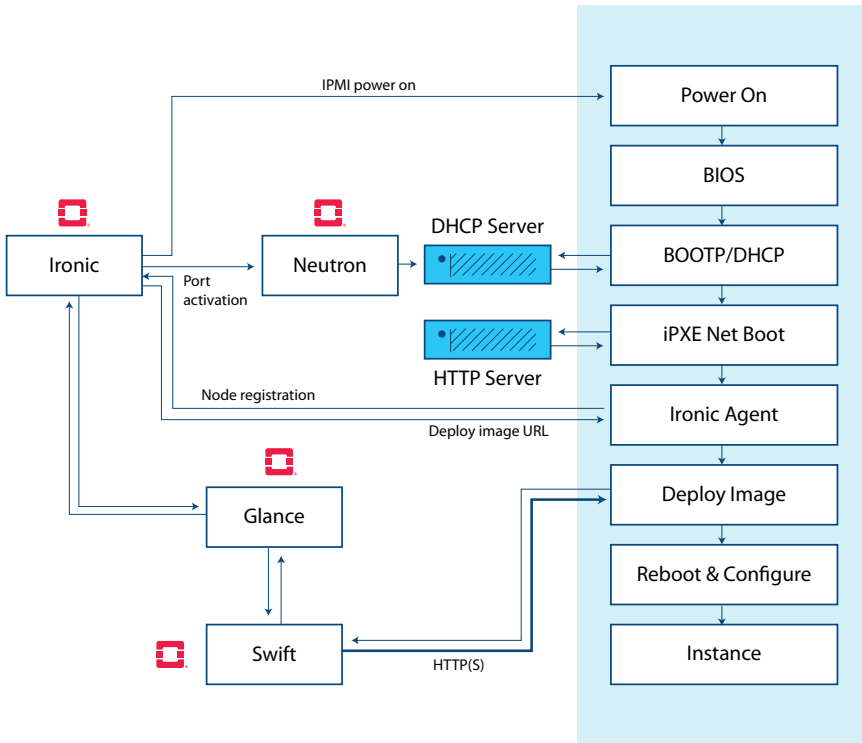 IPMI power on
Power On
BIOS
DHCP Server
Ironic
Neutron
BOOTP/DHCP
Port
activation
iPXE Net Boot
HTTP Server
Node registration
Ironic Agent
Deploy image URL
Glance
Deploy Image
Reboot & Configure
Swift
HTTP(S)
Instance